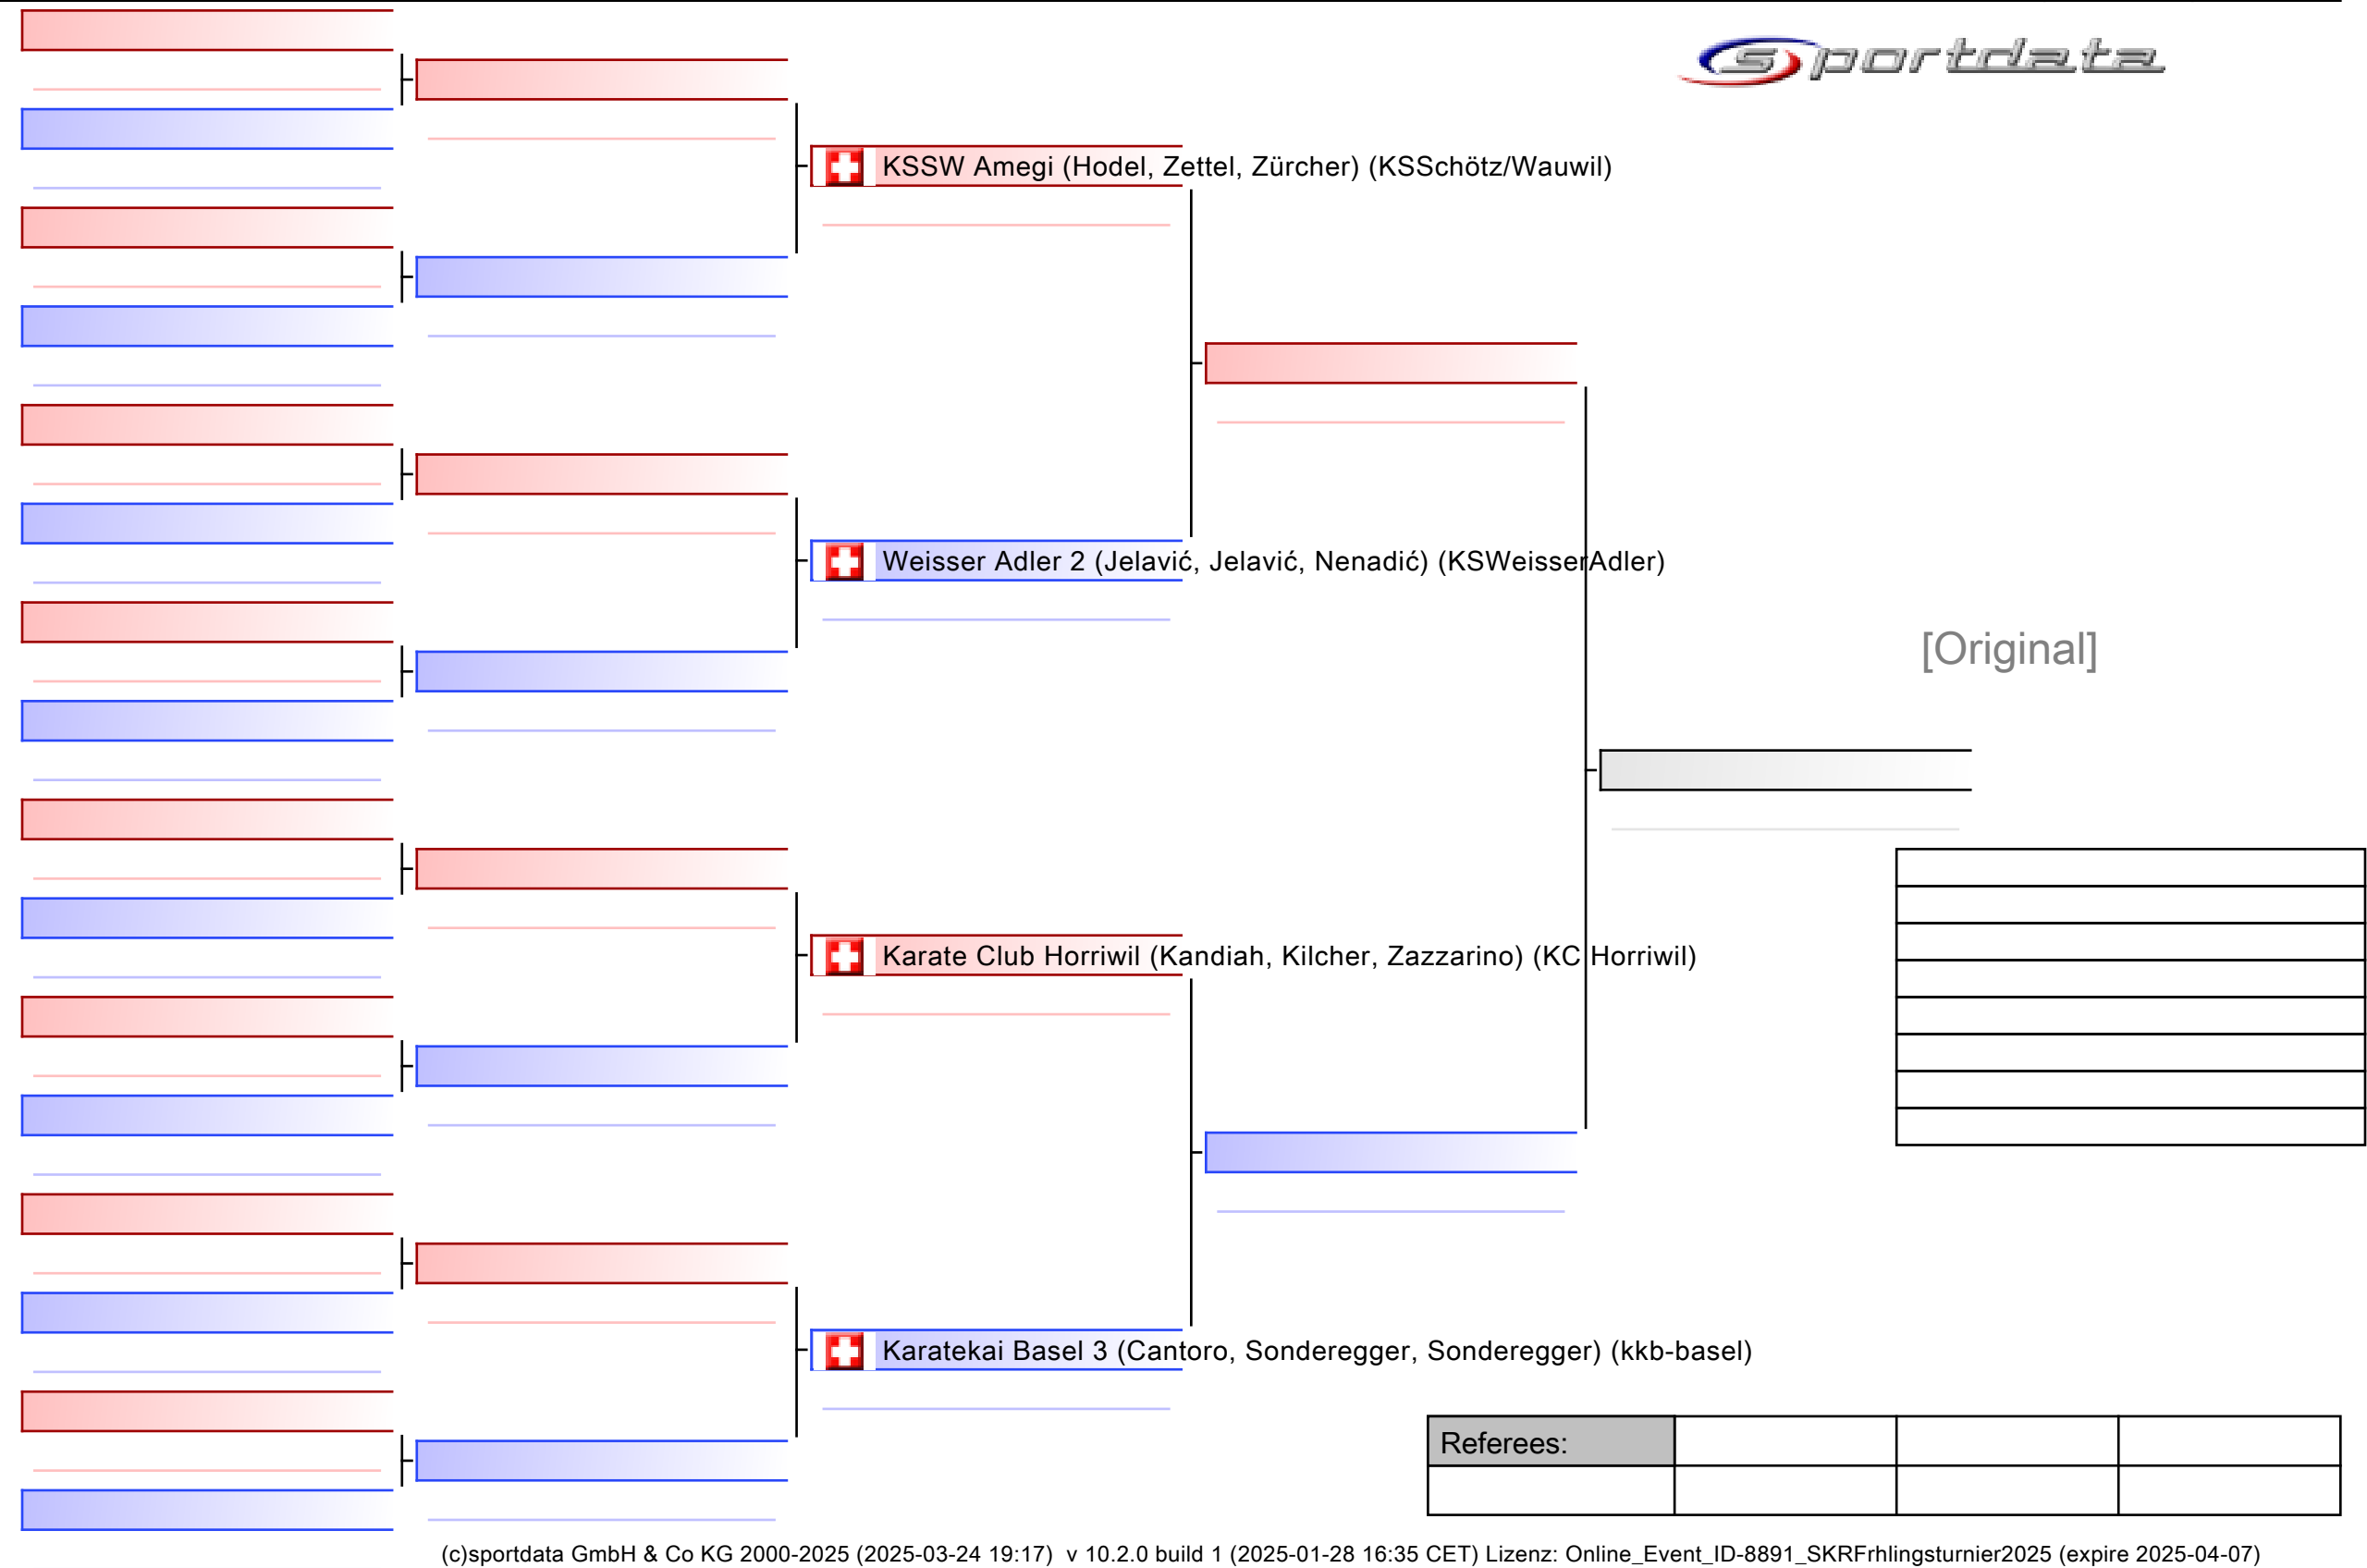 sportdata
KSSW Amegi (Hodel, Zettel, Zürcher) (KSSchötz/Wauwil)
Weisser Adler 2 (Jelavić, Jelavić, Nenadić) (KSWeisserAdler)
[Original]
Karate Club Horriwil (Kandiah, Kilcher, Zazzarino) (KC Horriwil)
Karatekai Basel 3 (Cantoro, Sonderegger, Sonderegger) (kkb-basel)
Referees:
(c)sportdata GmbH & Co KG 2000-2025 (2025-03-24 19:17) v 10.2.0 build 1 (2025-01-28 16:35 CET) Lizenz: Online_Event_ID-8891_SKRFrhlingsturnier2025 (expire 2025-04-07)